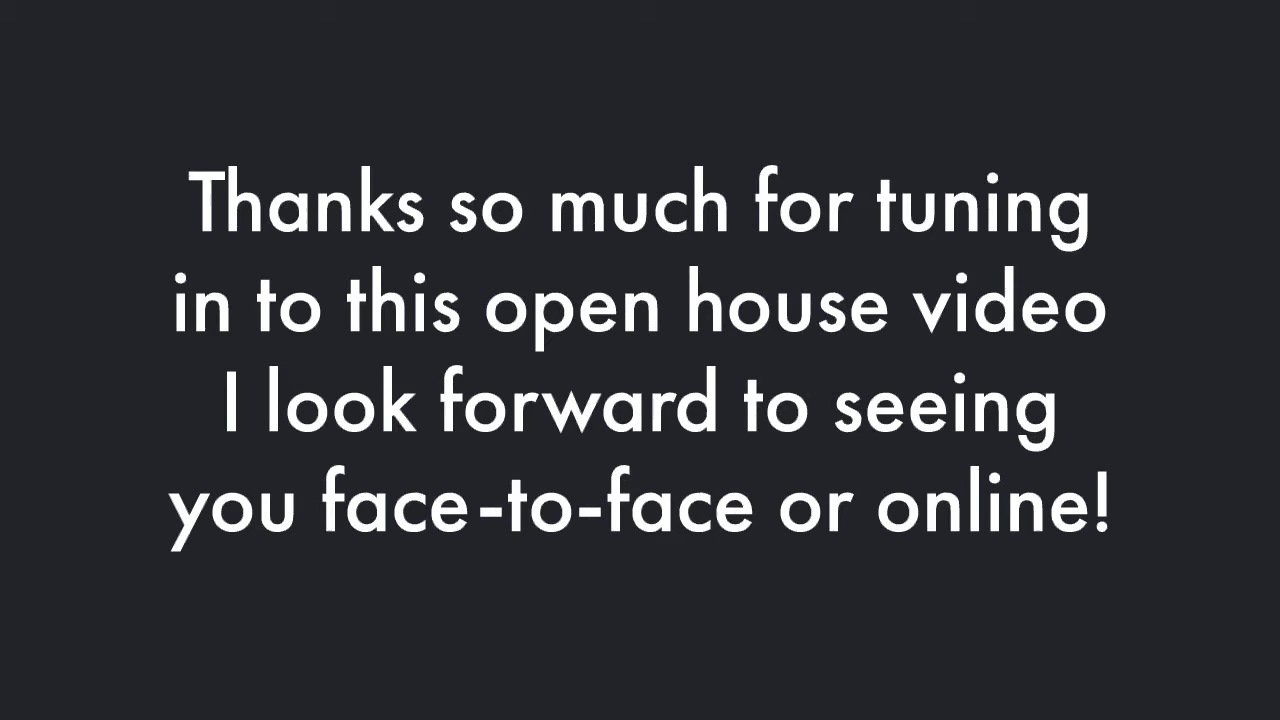 Thanks so much for tuning
in to this open house video
I look forward to seeing
you face-to-face or online!